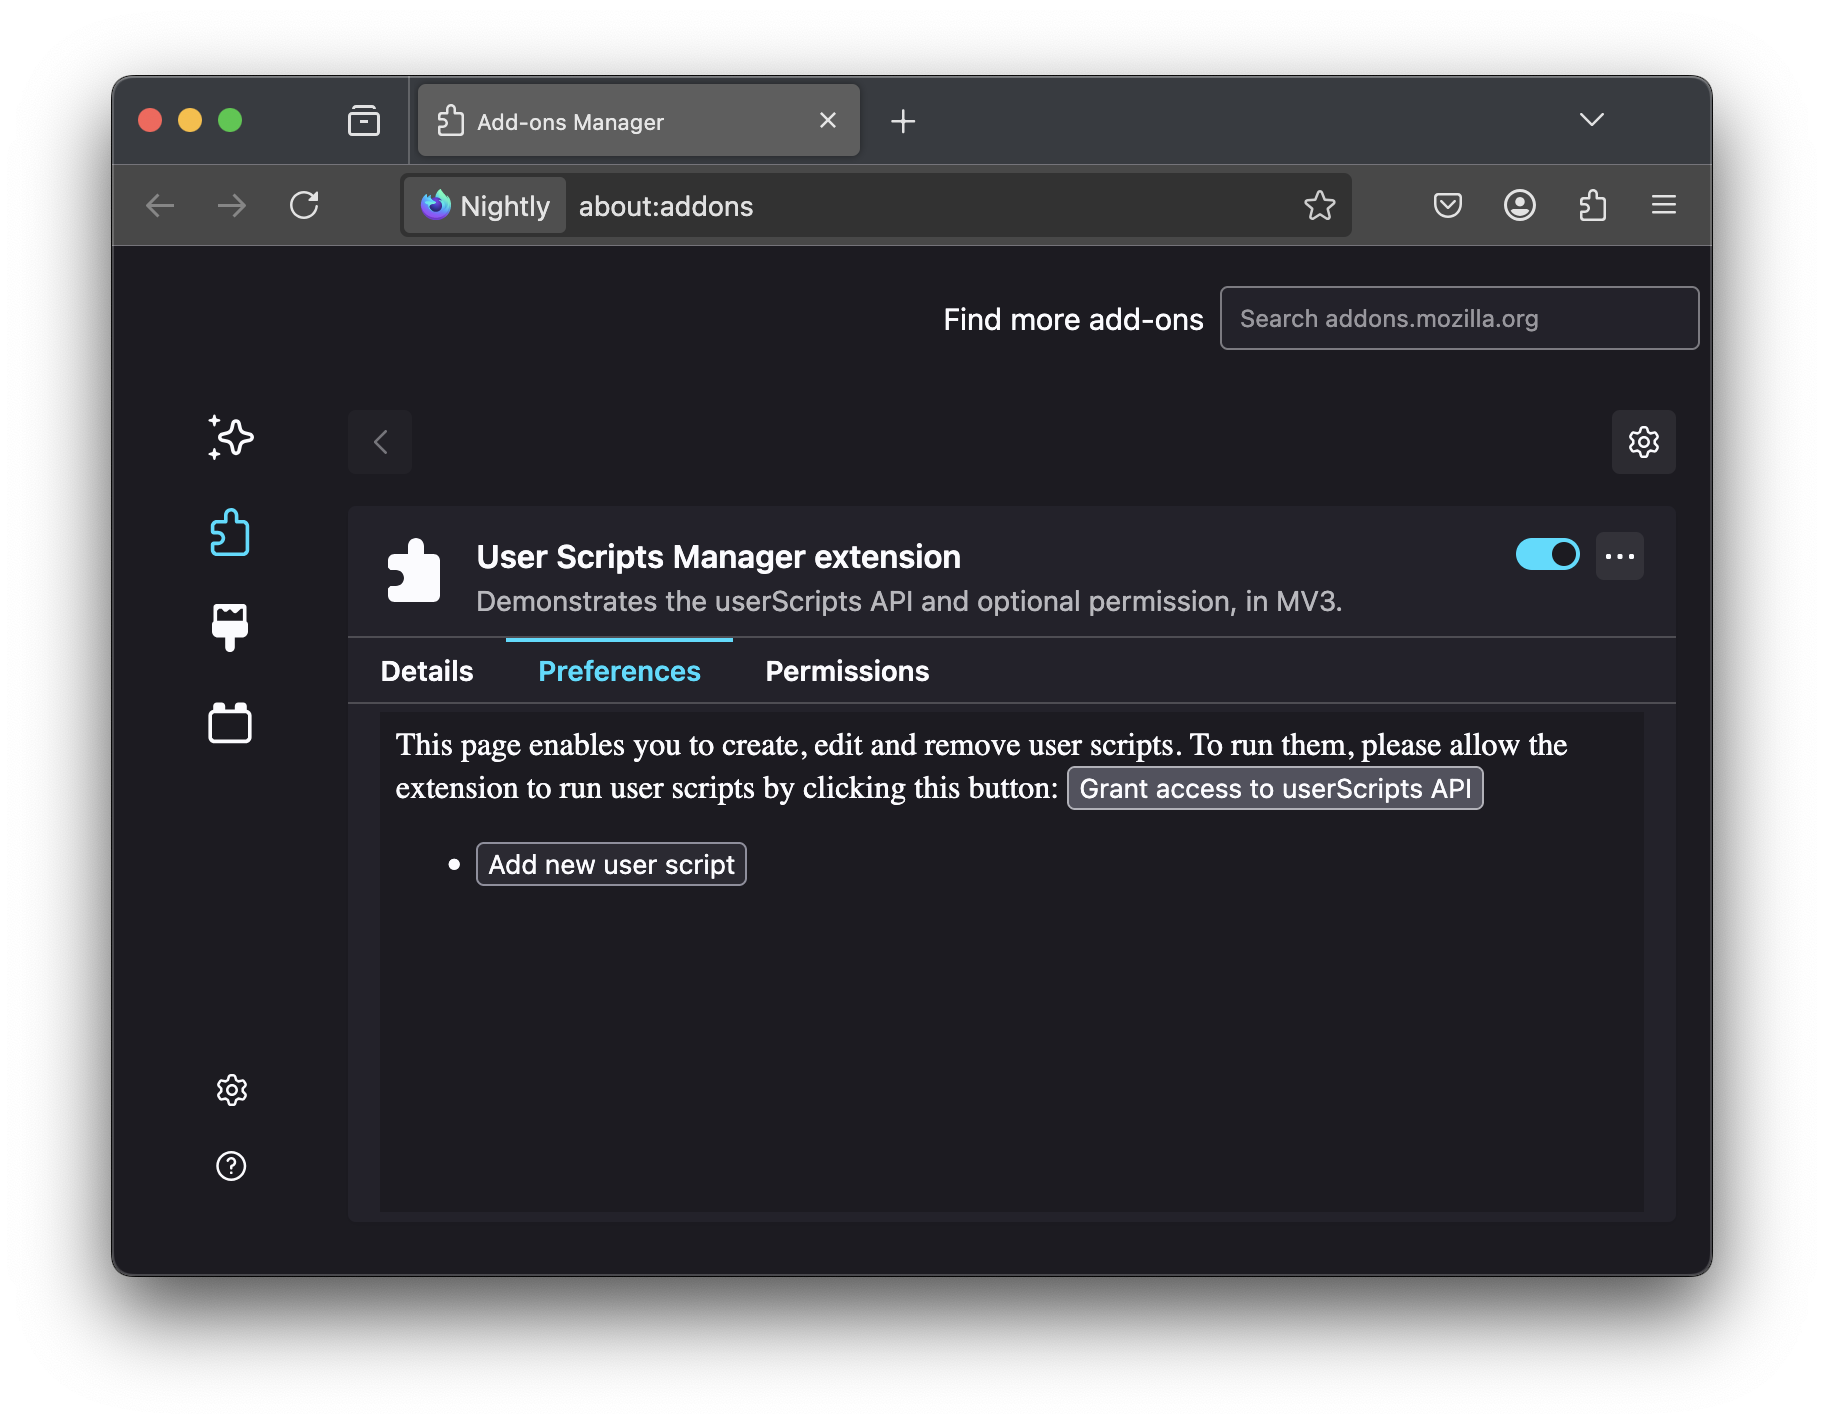 Add-ons Manager
Nightly
about:addons
Find more add-ons
Search addons.mozilla.org
User Scripts Manager extension
Demonstrates the userScripts API and optional permission, in MV3.
Details
Preferences
Permissions
This page enables you to create, edit and remove user scripts. To run them, please allow the
extension to run user scripts by clicking this button: Grant access to userScripts API
• Add new user script